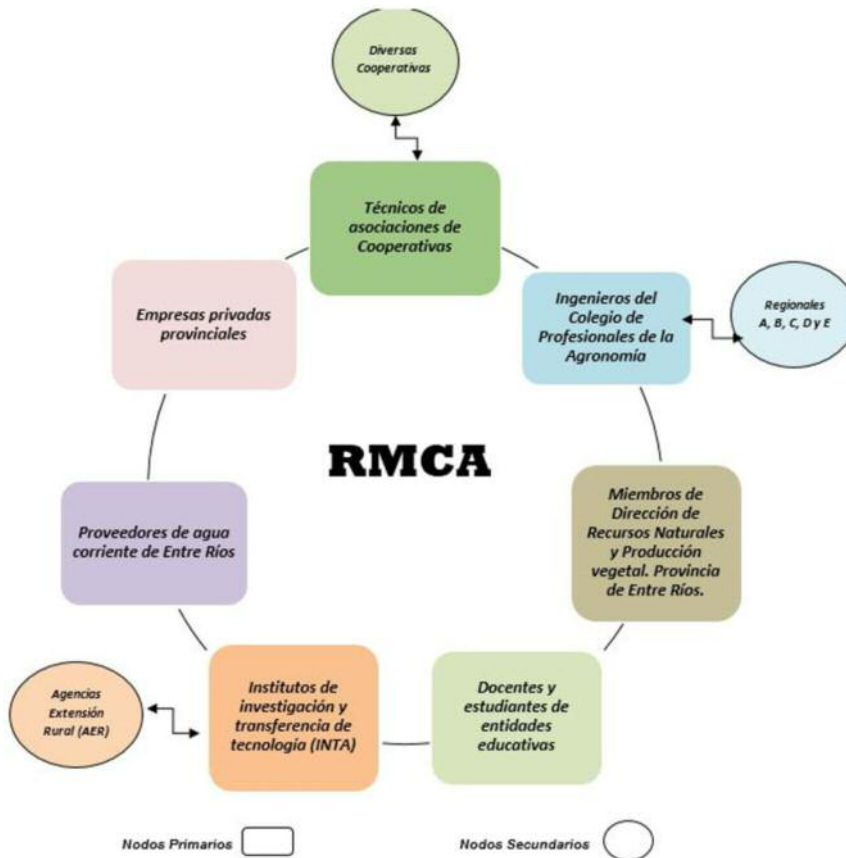 Diversas
Cooperativas
Técnicos de
asociaciones de
Cooperativas
Empresas privadas
provinciales
Ingenieros del
Colegio de
Profesionales de la
Agronomía
Regionales
A, B, C, D y E
RMCA
Proveedores de agua
corriente de Entre Ríos
Miembros de
Dirección de
Recursos Naturales
y Producción
vegetal. Provincia
de Entre Ríos.
Agencias
Extensión
Rural (AER)
Institutos de
investigación y
transferencia de
tecnología (INTA)
Docentes y
estudiantes de
entidades
educativas
Nodos Primarios
Nodos Secundarios